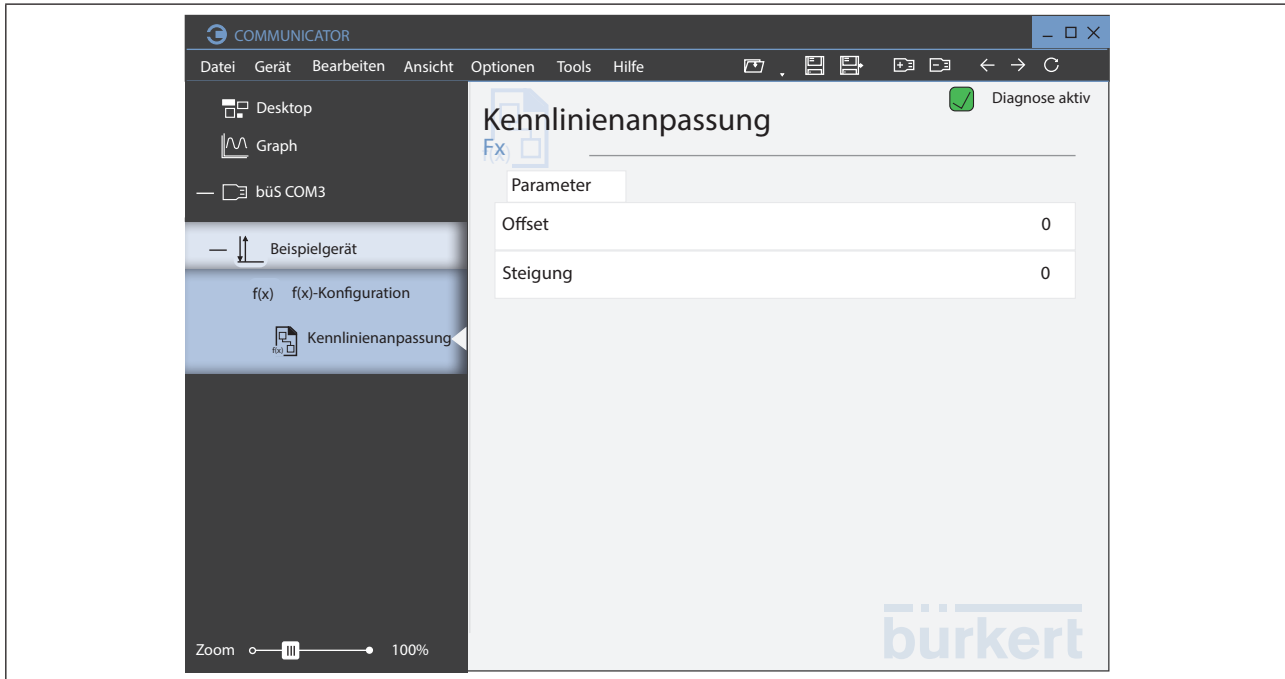 COMMUNICATOR
Datei Gerät Bearbeiten Ansicht Optionen Tools Hilfe
Desktop
Graph
büS COM3
Beispielgerät
f(x) f(x)-Konfiguration
f(x) Kennlinienanpassung
Zoom 100%
Diagnose aktiv
Kennlinienanpassung
f(x)
Fx
Parameter
Offset 0
Steigung 0
burkert